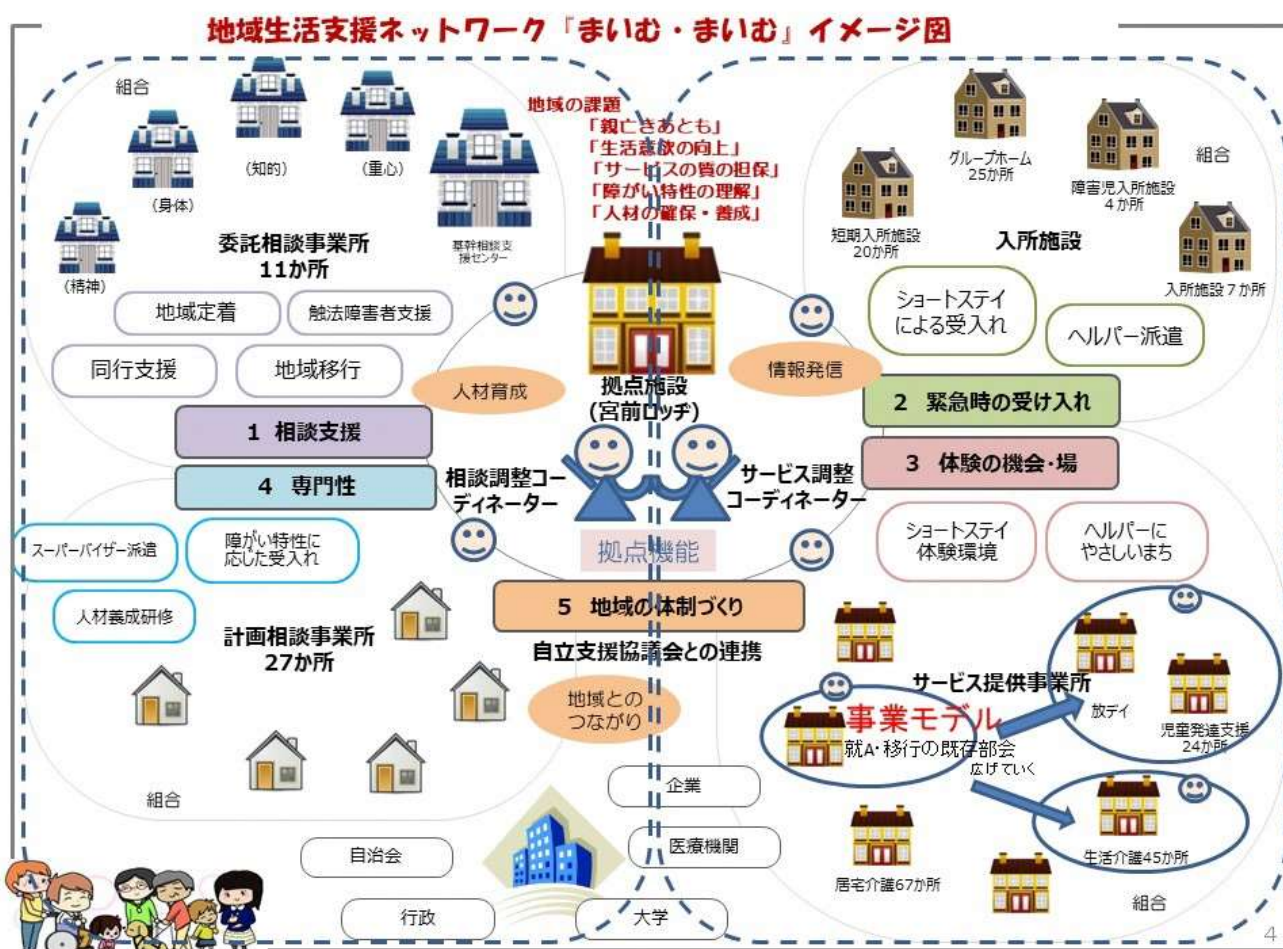 地域生活支援ネットワーク『まいむ・まいむ』イメージ図
組合
(精神)
(身体)
(知的)
(重心)
基幹相談支
援センター
委託相談事業所
11か所
地域定着
触法障害者支援
同行支援
地域移行
1 相談支援
地域の課題
「親亡きあとも」
「生活意欲の向上」
「サービスの質の担保」
「障がい特性の理解」
「人材の確保・養成」
拠点施設
(宮前ロッヂ)
人材育成
情報発信
短期入所施設
20か所
グループホーム
25か所
障害児入所施設
4か所
組合
入所施設
入所施設7か所
ショートステイ
による受入れ
ヘルパー派遣
2 緊急時の受け入れ
4 専門性
スーパーバイザー派遣
障がい特性に
応じた受入れ
人材養成研修
計画相談事業所
27か所
組合
相談調整コー
ディネーター
サービス調整
コーディネーター
拠点機能
5 地域の体制づくり
自立支援協議会との連携
地域との
つながり
3 体験の機会・場
ショートステイ
体験環境
ヘルパーに
やさしいまち
サービス提供事業所
事業モデル
就A・移行の既存部会
広げていく
放デイ
児童発達支援
24か所
生活介護45か所
居宅介護67か所
組合
企業
医療機関
自治会
行政
大学
4